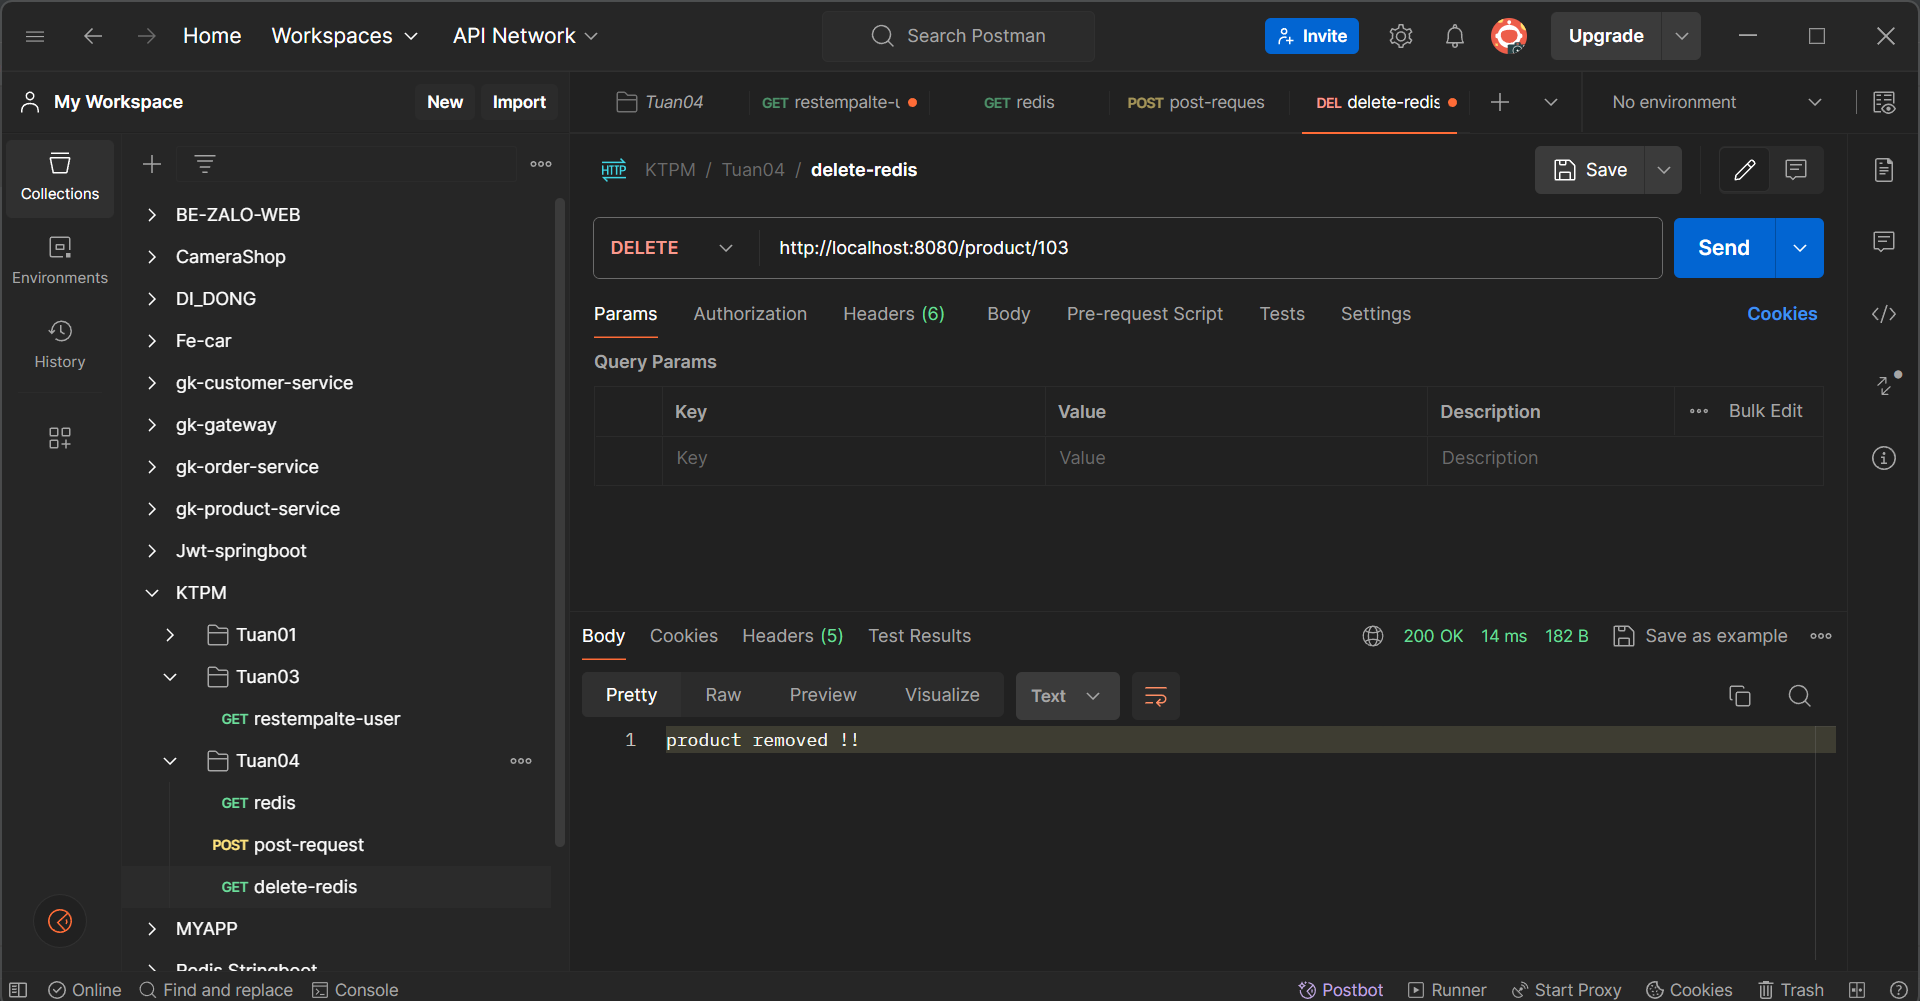 Home Workspaces API Network Search Postman Invite Upgrade
My Workspace New Import
Tuan04 GET restempalte-u GET redis POST post-reques DEL delete-redis No environment
Collections
Environments
History
BE-ZALO-WEB
CameraShop
DI_DONG
Fe-car
gk-customer-service
gk-gateway
gk-order-service
gk-product-service
Jwt-springboot
KTPM
Tuan01
Tuan03
GET restempalte-user
Tuan04
GET redis
POST post-request
GET delete-redis
MYAPP
Redis Stringboot
HTTP KTPM / Tuan04 / delete-redis Save
DELETE http://localhost:8080/product/103 Send
Params Authorization Headers (6) Body Pre-request Script Tests Settings Cookies
Query Params
Key Value Description Bulk Edit
Key Value Description
Body Cookies Headers (5) Test Results 200 OK 14 ms 182 B Save as example
Pretty Raw Preview Visualize Text
1 product removed !!
Online Find and replace Console Postbot Runner Start Proxy Cookies Trash